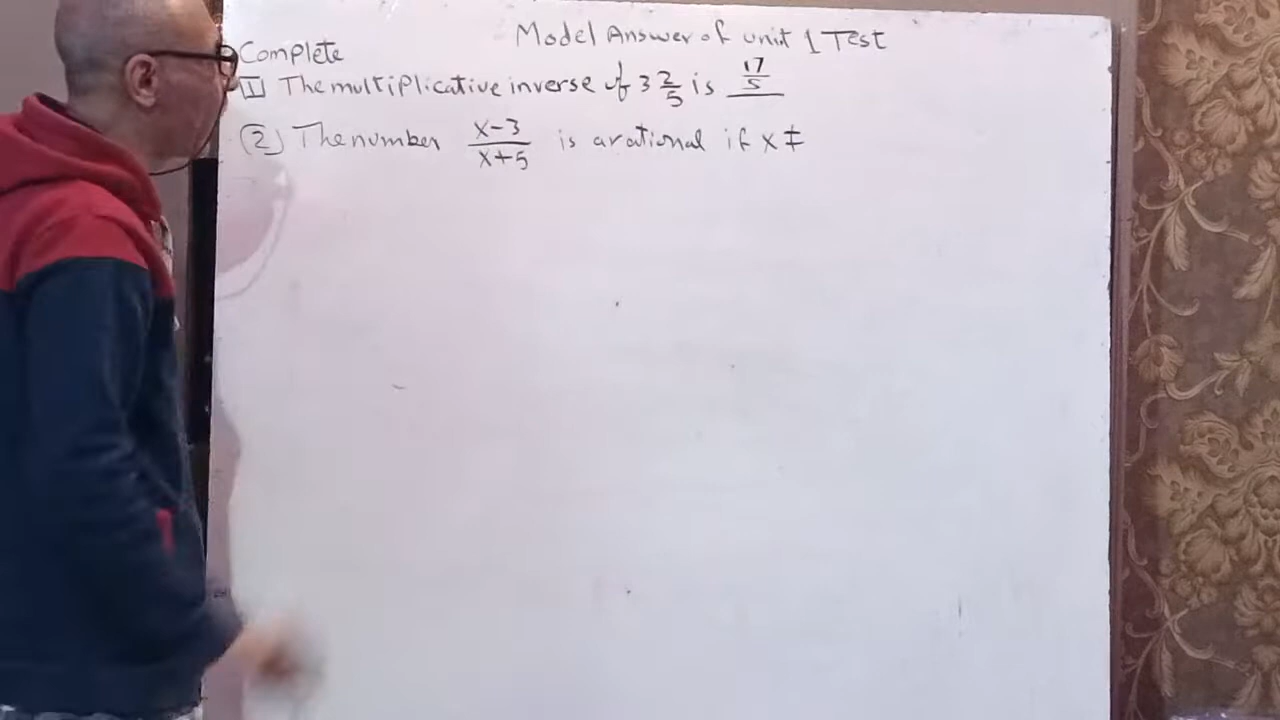 Model Answer of unit 1 Test
Complete
1 The multiplicative inverse of 3 2/5 is 17/5
(2) The number x-3/x+5 is a rational if x ≠